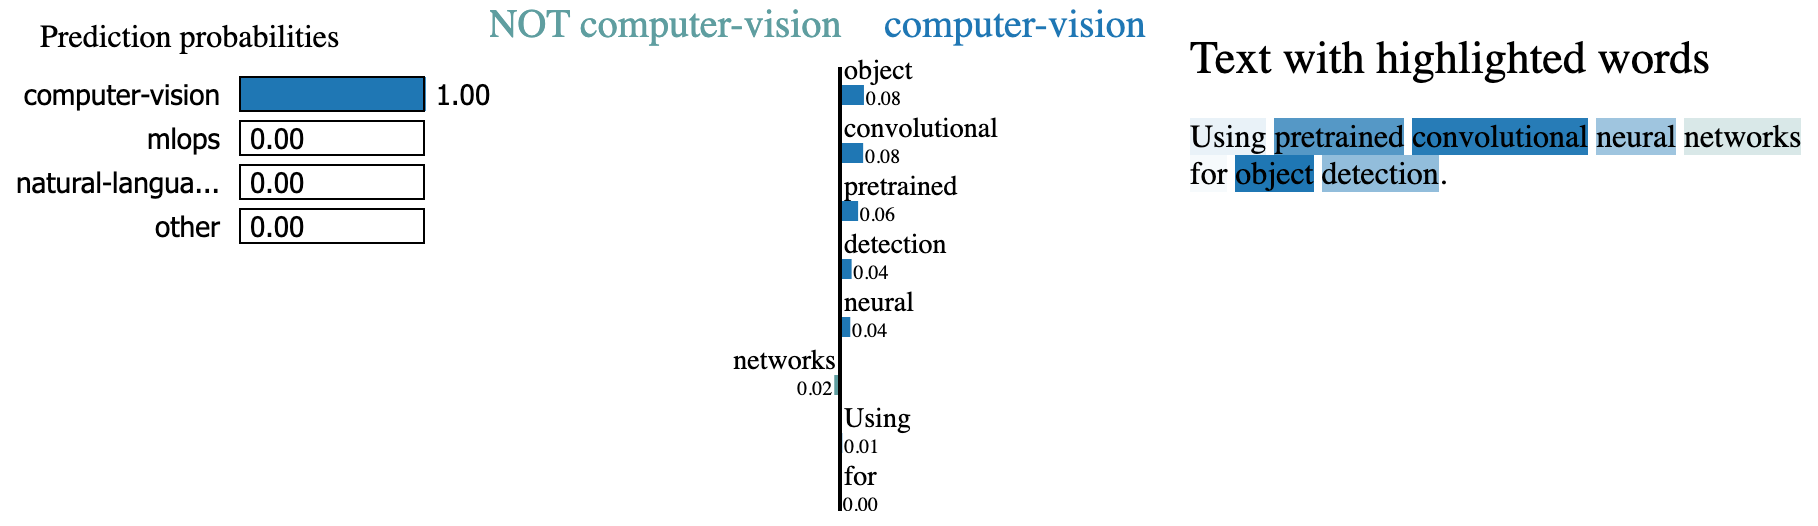 Prediction probabilities
computer-vision 1.00
mlops 0.00
natural-langua... 0.00
other 0.00
NOT computer-vision computer-vision
object
0.08
convolutional
0.08
pretrained
0.06
detection
0.04
neural
0.04
networks
0.02
Using
0.01
for
0.00
Text with highlighted words
Using pretrained convolutional neural networks
for object detection.